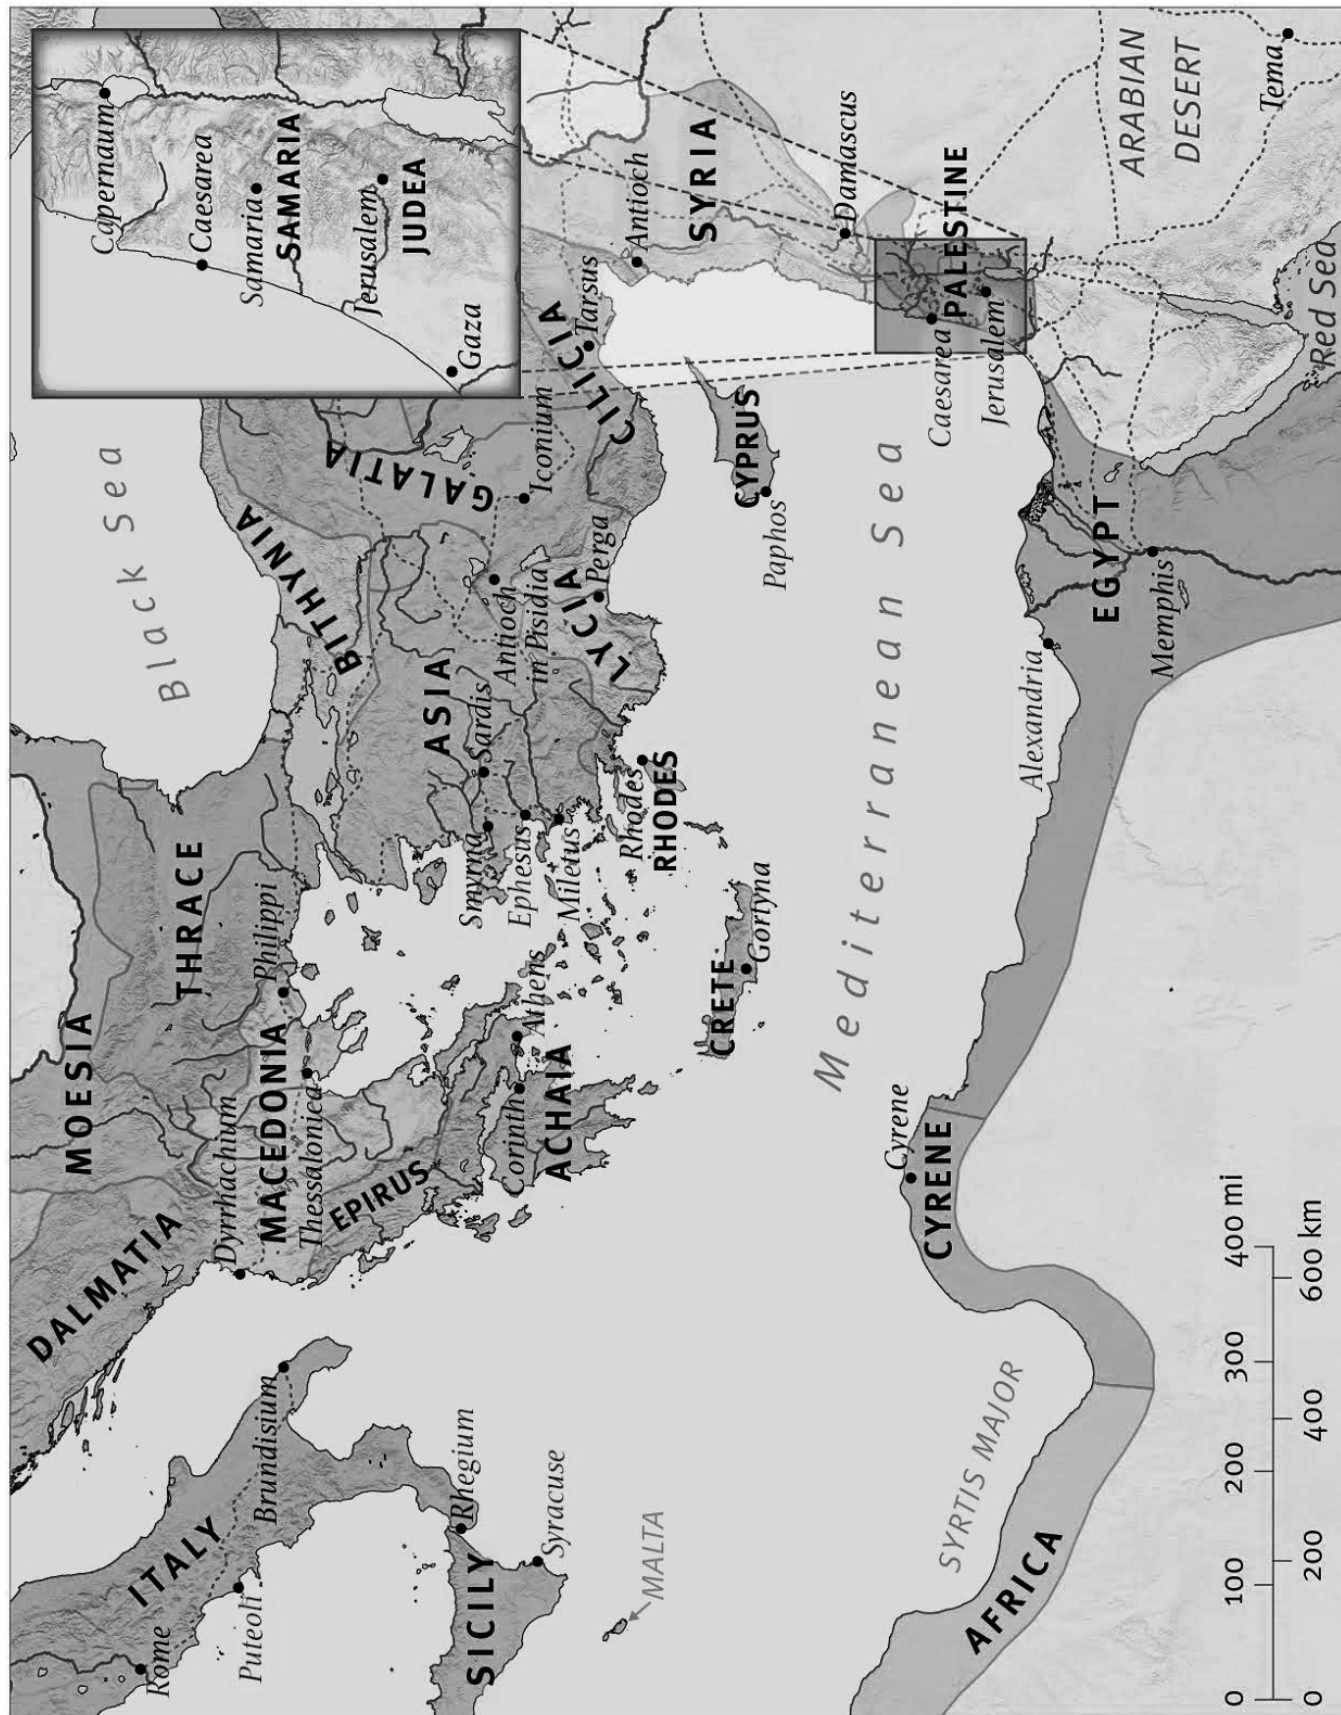 Black Sea
Capernaum
Caesarea
Samaria
SAMARIA
Jerusalem
JUDEA
Gaza
DALMATIA
MOESIA
THRACE
ITALY
Rome
Puteoli
Brundisium
Dyrrhachium
MACEDONIA
Thessalonica
Philippi
EPIRUS
BITHYNIA
GALATIA
ASIA
Sardis
Smyrna
Ephesus
Miletus
Antioch
in Pisidia
Iconium
LYCIA
Perga
CILICIA
Tarsus
Antioch
SYRIA
Rhegium
SICILY
Syracuse
MALTA
Corinth
Athens
ACHAIA
Rhodes
RHODES
CRETE
Gortyna
CYPRUS
Paphos
Damascus
Mediterranean Sea
Caesarea
PALESTINE
Jerusalem
ARABIAN
DESERT
Tema
Cyrene
CYRENE
SYRTIS MAJOR
AFRICA
Alexandria
EGYPT
Memphis
Red Sea
0 100 200 300 400 mi
0 200 400 600 km